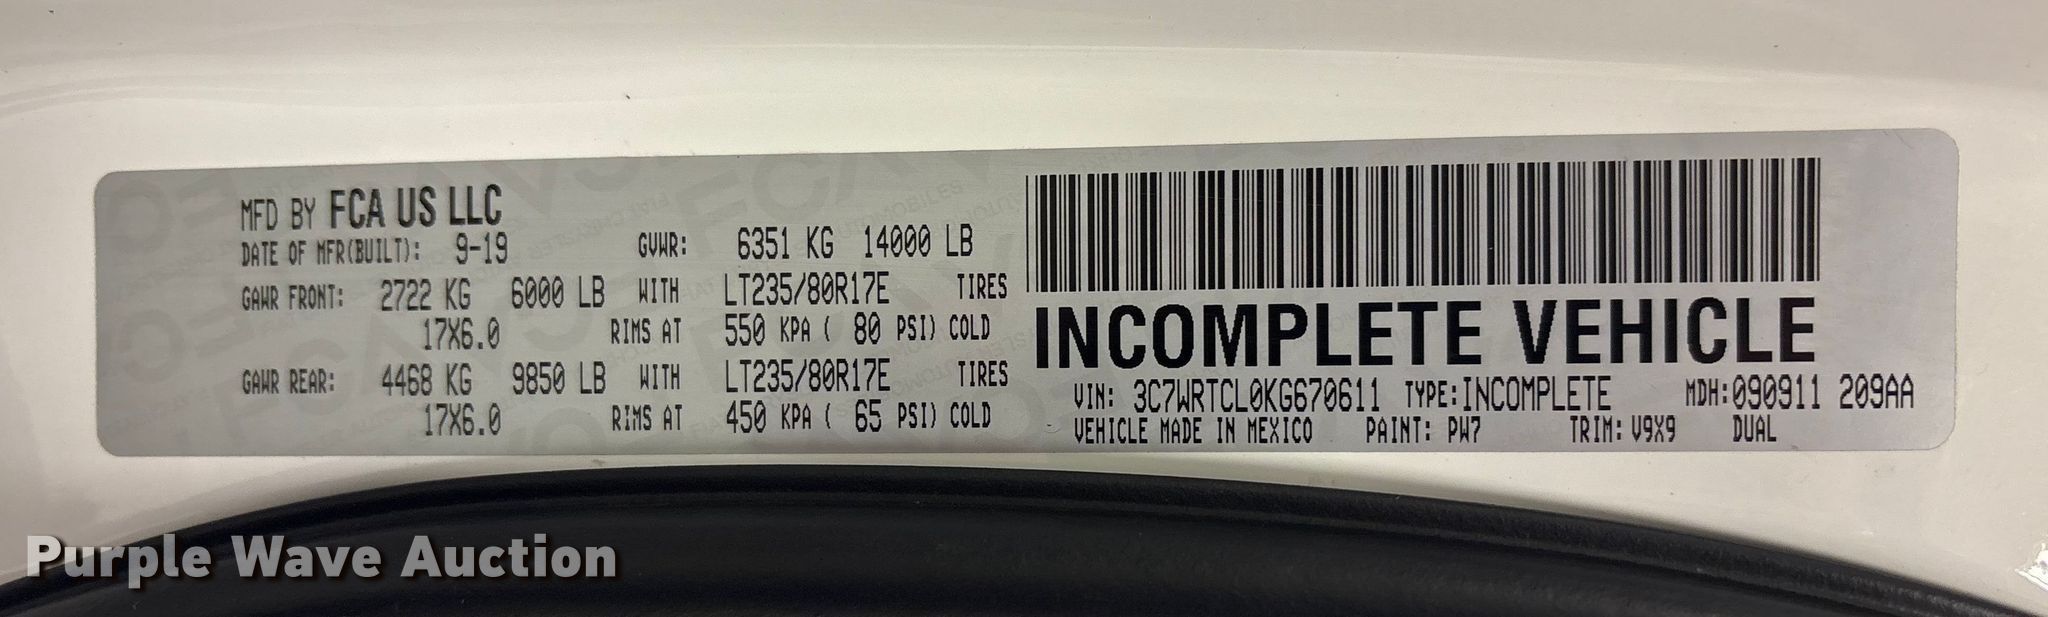 MFD BY FCA US LLC
DATE OF MFR(BUILT): 9-19 GVWR: 6351 KG 14000 LB
GAWR FRONT: 2722 KG 6000 LB WITH LT235/80R17E TIRES
17X6.0 RIMS AT 550 KPA ( 80 PSI) COLD
GAWR REAR: 4468 KG 9850 LB WITH LT235/80R17E TIRES
17X6.0 RIMS AT 450 KPA ( 65 PSI) COLD
INCOMPLETE VEHICLE
VIN: 3C7WRTCL0KG670611 TYPE:INCOMPLETE MDH:090911 209AA
VEHICLE MADE IN MEXICO PAINT: PW7 TRIM: V9X9 DUAL
Purple Wave Auction